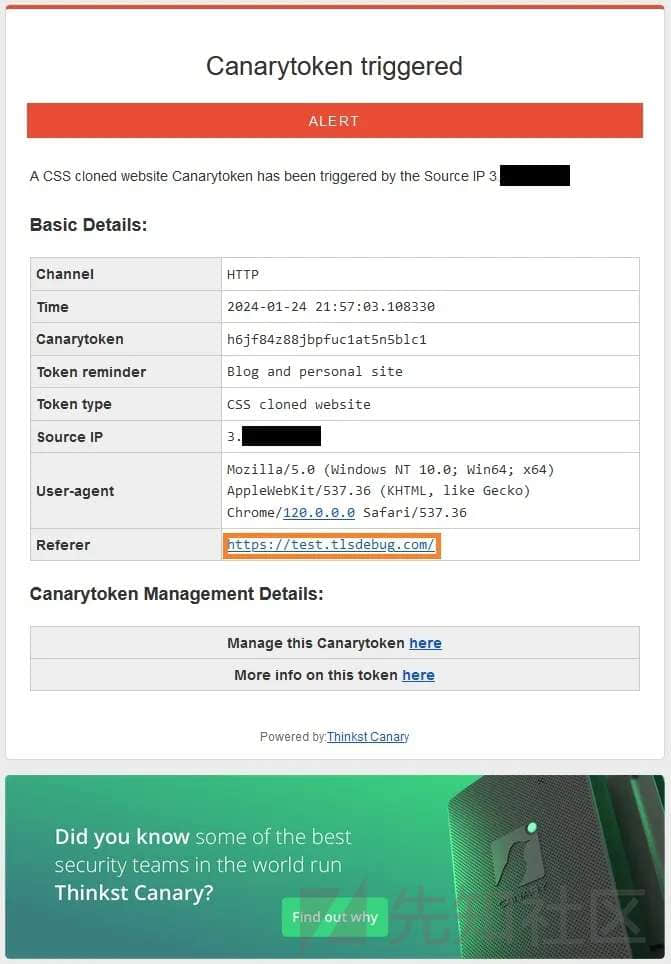 Canarytoken triggered
ALERT
A CSS cloned website Canarytoken has been triggered by the Source IP 3
Basic Details:
Channel HTTP
Time 2024-01-24 21:57:03.108330
Canarytoken h6jf84z88jbpfuc1at5n5blc1
Token reminder Blog and personal site
Token type CSS cloned website
Source IP 3.
Mozilla/5.0 (Windows NT 10.0; Win64; x64)
User-agent AppleWebKit/537.36 (KHTML, like Gecko)
Chrome/120.0.0.0 Safari/537.36
Referer https://test.tlsdebug.com/
Canarytoken Management Details:
Manage this Canarytoken here
More info on this token here
Powered by:Thinkst Canary
Did you know some of the best
security teams in the world run
Thinkst Canary?
Find out why
先知社区